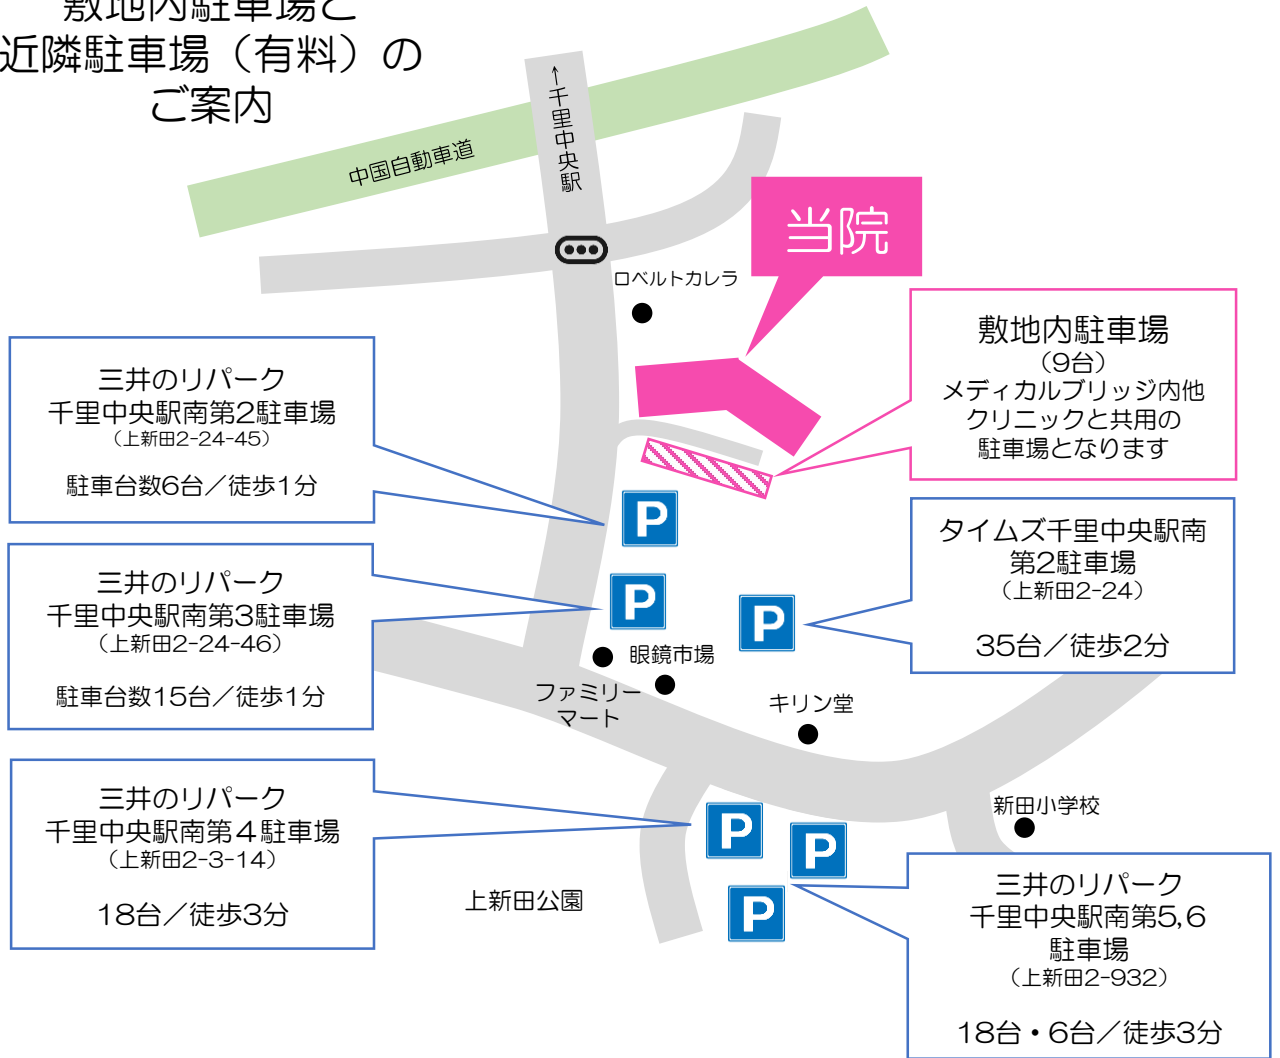 敷地内駐車場と
近隣駐車場（有料）の
ご案内
←千里中央駅
中国自動車道
当院
ロベルトカレラ
敷地内駐車場
（9台）
メディカルブリッジ内他
クリニックと共用の
駐車場となります
三井のリパーク
千里中央駅南第2駐車場
（上新田2-24-45）
駐車台数6台／徒歩1分
P
タイムズ千里中央駅南
第2駐車場
（上新田2-24）
35台／徒歩2分
三井のリパーク
千里中央駅南第3駐車場
（上新田2-24-46）
駐車台数15台／徒歩1分
P
P
眼鏡市場
ファミリー
マート
キリン堂
三井のリパーク
千里中央駅南第４駐車場
（上新田2-3-14）
18台／徒歩3分
P
P
P
新田小学校
上新田公園
三井のリパーク
千里中央駅南第5,6
駐車場
（上新田2-932）
18台・6台／徒歩3分